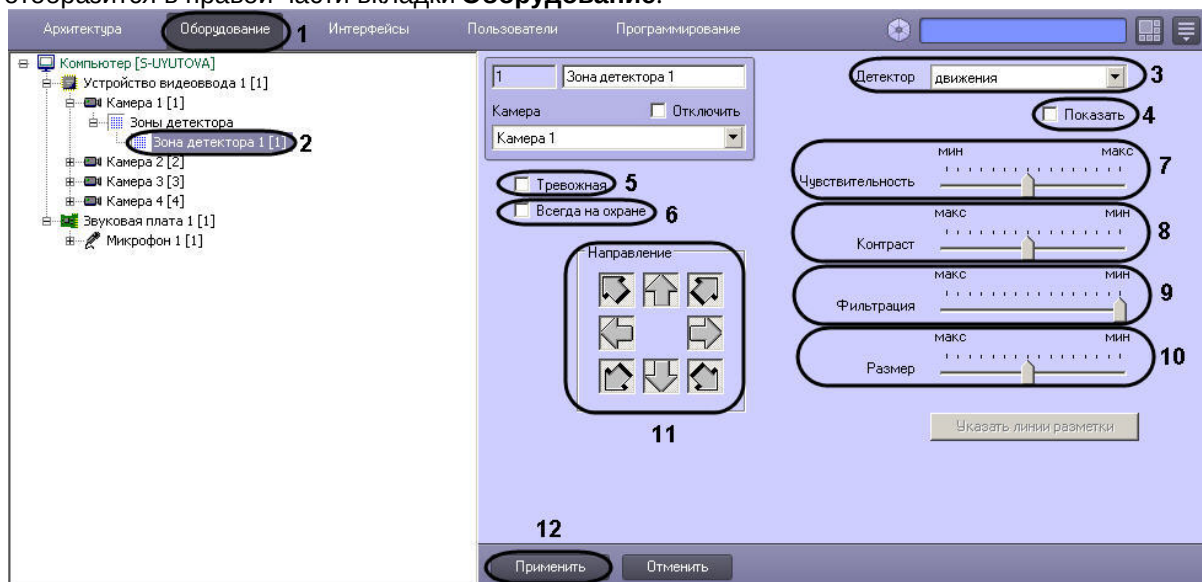 отобразится в правой части вкладки Оборудование.
Архитектура Оборудование 1 Интерфейсы Пользователи Программирование
Компьютер [S-UYUTOVA]
Устройство видеоввода 1 [1]
Камера 1 [1]
Зоны детектора
Зона детектора 1 [1] 2
Камера 2 [2]
Камера 3 [3]
Камера 4 [4]
Звуковая плата 1 [1]
Микрофон 1 [1]
1 Зона детектора 1
Камера Отключить
Камера 1
Тревожная 5
Всегда на охране 6
Направление
11
Детектор движения 3
Показать 4
мин макс
Чувствительность 7
макс мин
Контраст 8
макс мин
Фильтрация 9
макс мин
Размер 10
Указать линии разметки
12
Применить Отменить